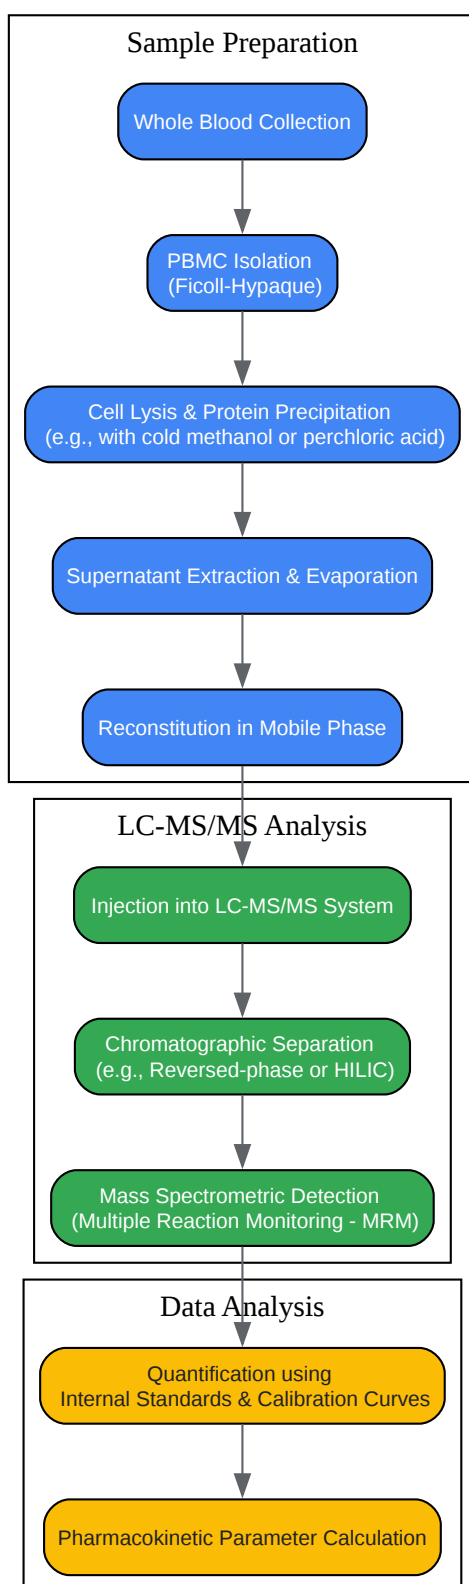 Sample Preparation
Whole Blood Collection
PBMC Isolation
(Ficoll-Hypaque)
Cell Lysis & Protein Precipitation
(e.g., with cold methanol or perchloric acid)
Supernatant Extraction & Evaporation
Reconstitution in Mobile Phase
LC-MS/MS Analysis
Injection into LC-MS/MS System
Chromatographic Separation
(e.g., Reversed-phase or HILIC)
Mass Spectrometric Detection
(Multiple Reaction Monitoring - MRM)
Data Analysis
Quantification using
Internal Standards & Calibration Curves
Pharmacokinetic Parameter Calculation